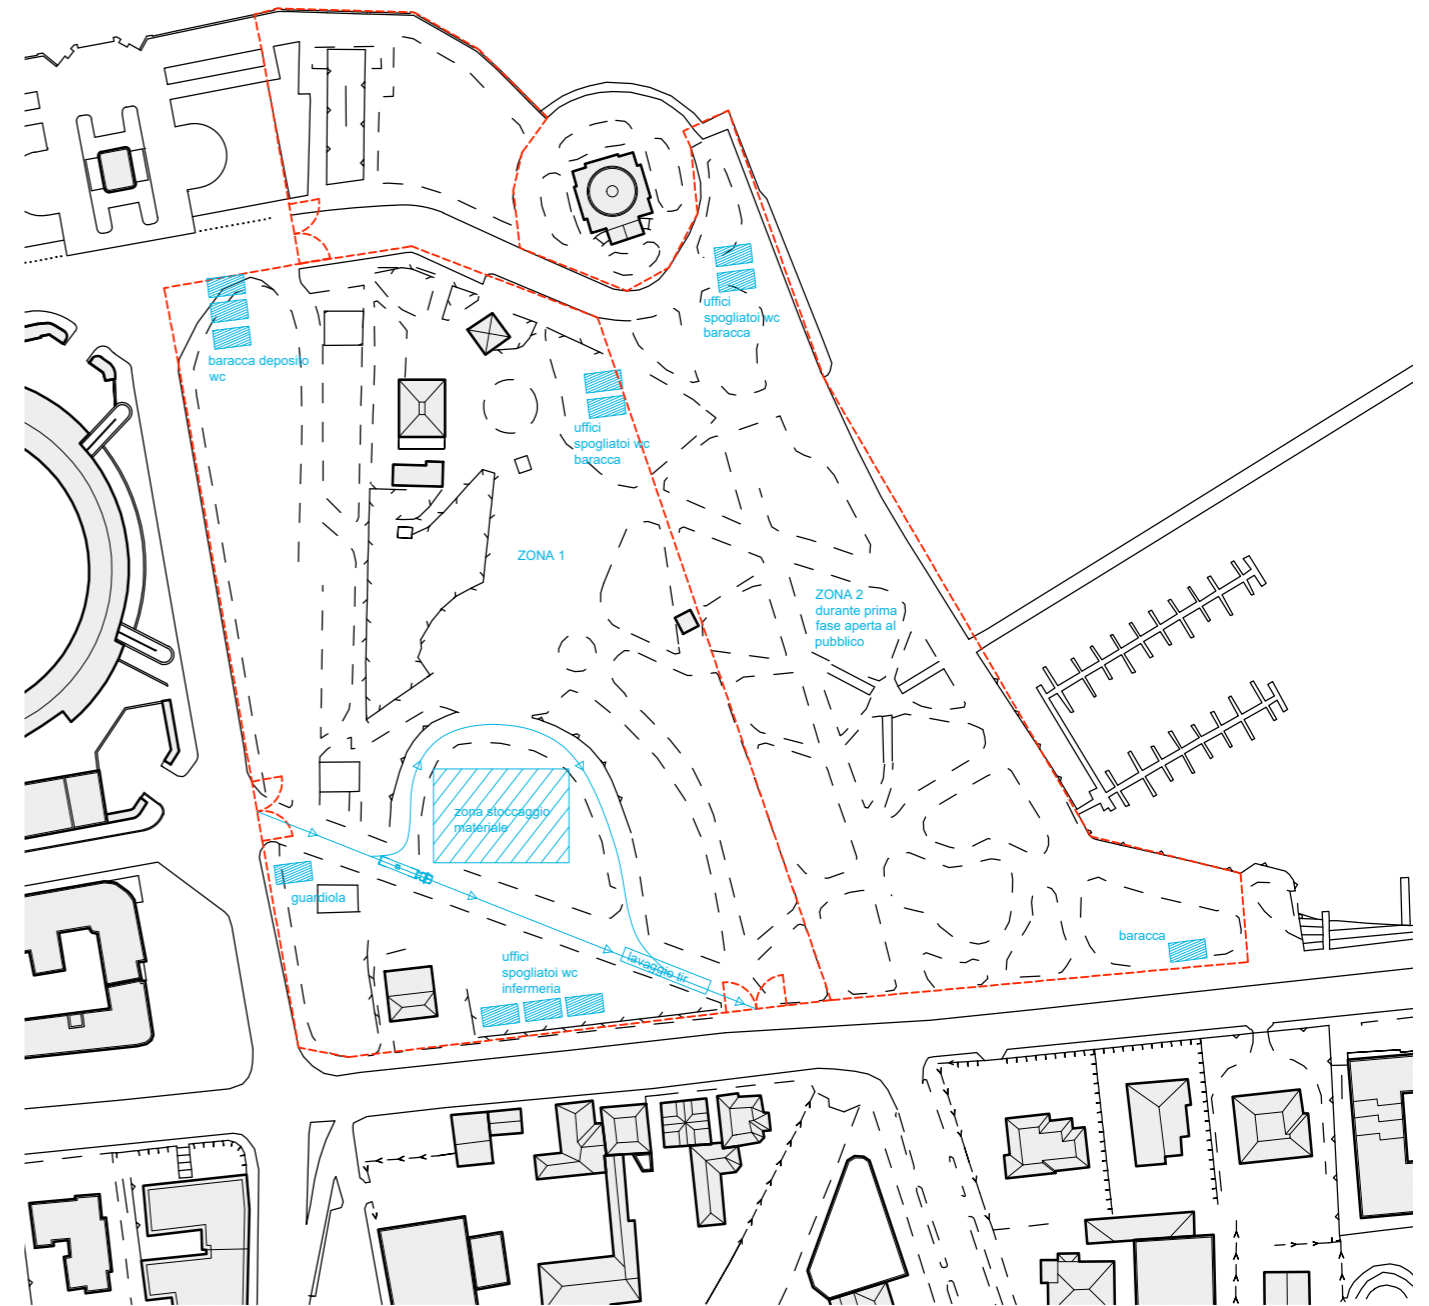 uffici
spogliatoi wc
baracca
baracca deposito
wc
uffici
spogliatoi wc
baracca
ZONA 1
ZONA 2
durante prima
fase aperta al
pubblico
zona stoccaggio
materiale
guardiola
uffici
spogliatoi wc
infermeria
lavaggio tir
baracca